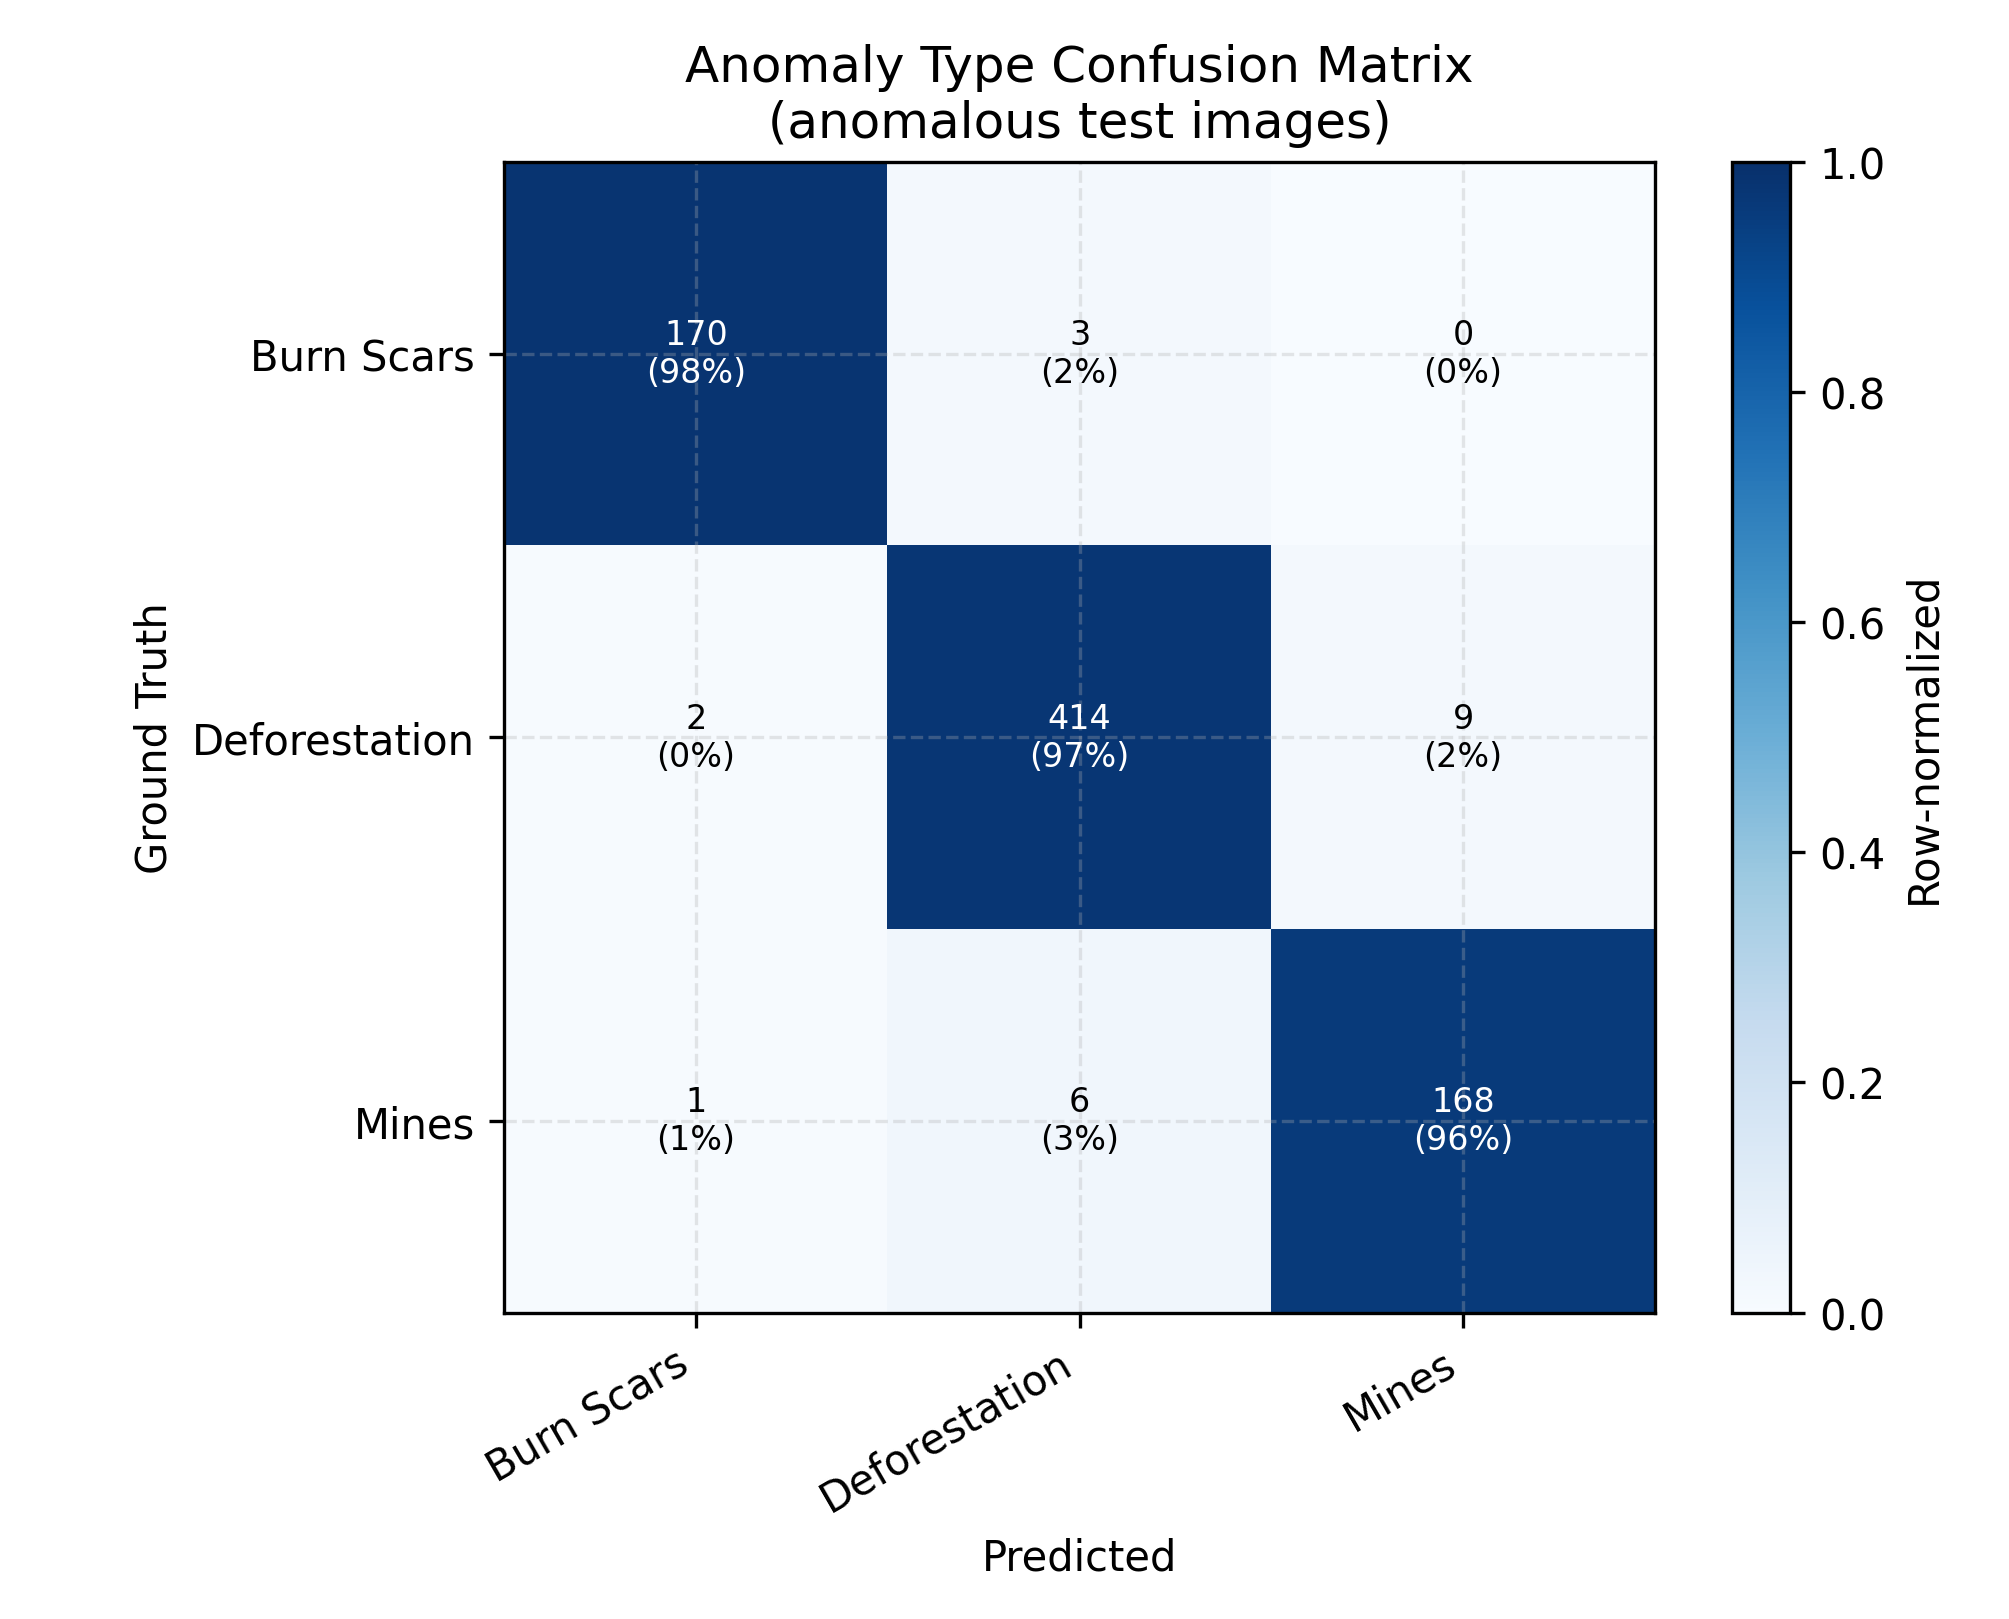 Anomaly Type Confusion Matrix
(anomalous test images)
Ground Truth
Burn Scars
170
(98%)
3
(2%)
0
(0%)
Deforestation
2
(0%)
414
(97%)
9
(2%)
Mines
1
(1%)
6
(3%)
168
(96%)
Burn Scars
Deforestation
Mines
Predicted
1.0
0.8
0.6
0.4
0.2
0.0
Row-normalized